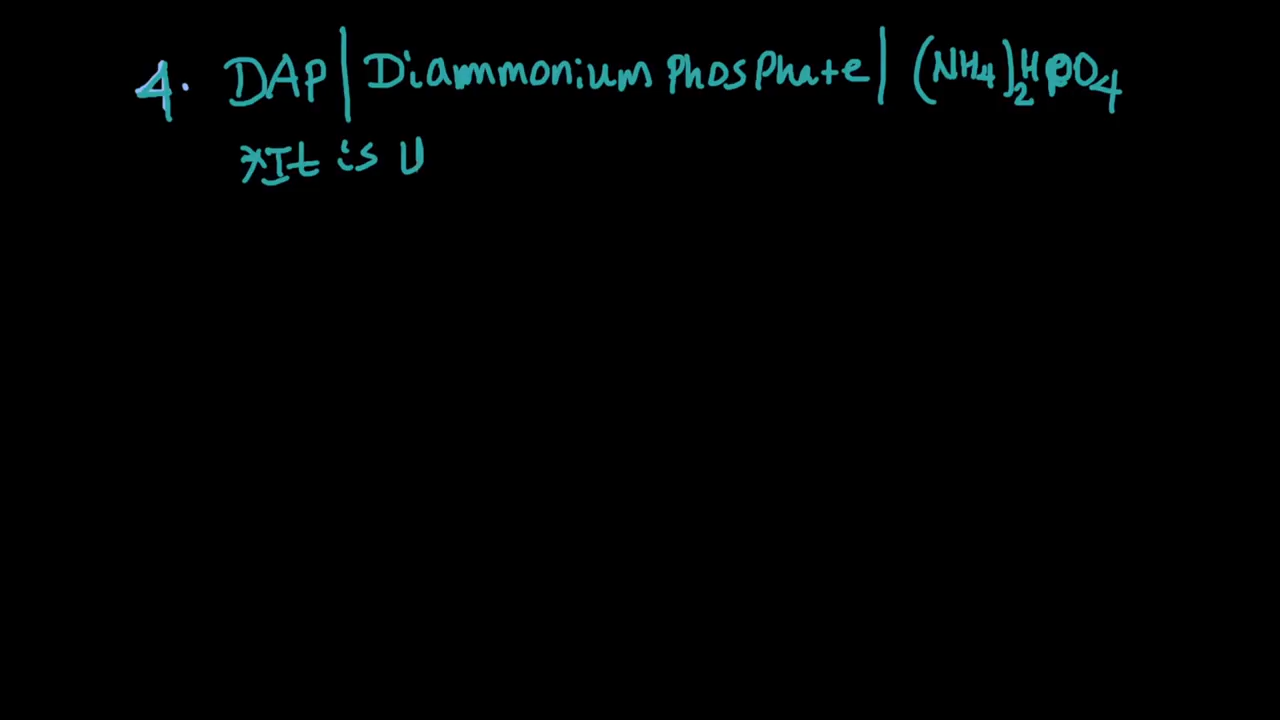 4. DAP | Diammonium Phosphate | (NH4)2HPO4
*It is U